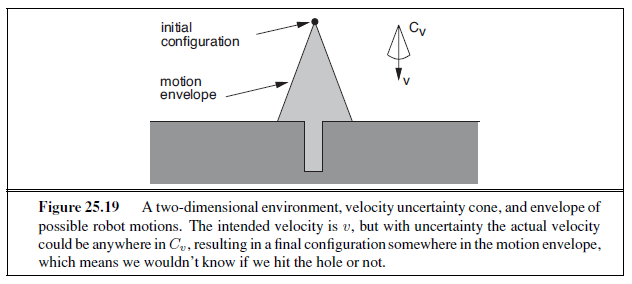 initial
configuration
motion
envelope
Cv
v
Figure 25.19 A two-dimensional environment, velocity uncertainty cone, and envelope of
possible robot motions. The intended velocity is v, but with uncertainty the actual velocity
could be anywhere in Cv, resulting in a final configuration somewhere in the motion envelope,
which means we wouldn't know if we hit the hole or not.